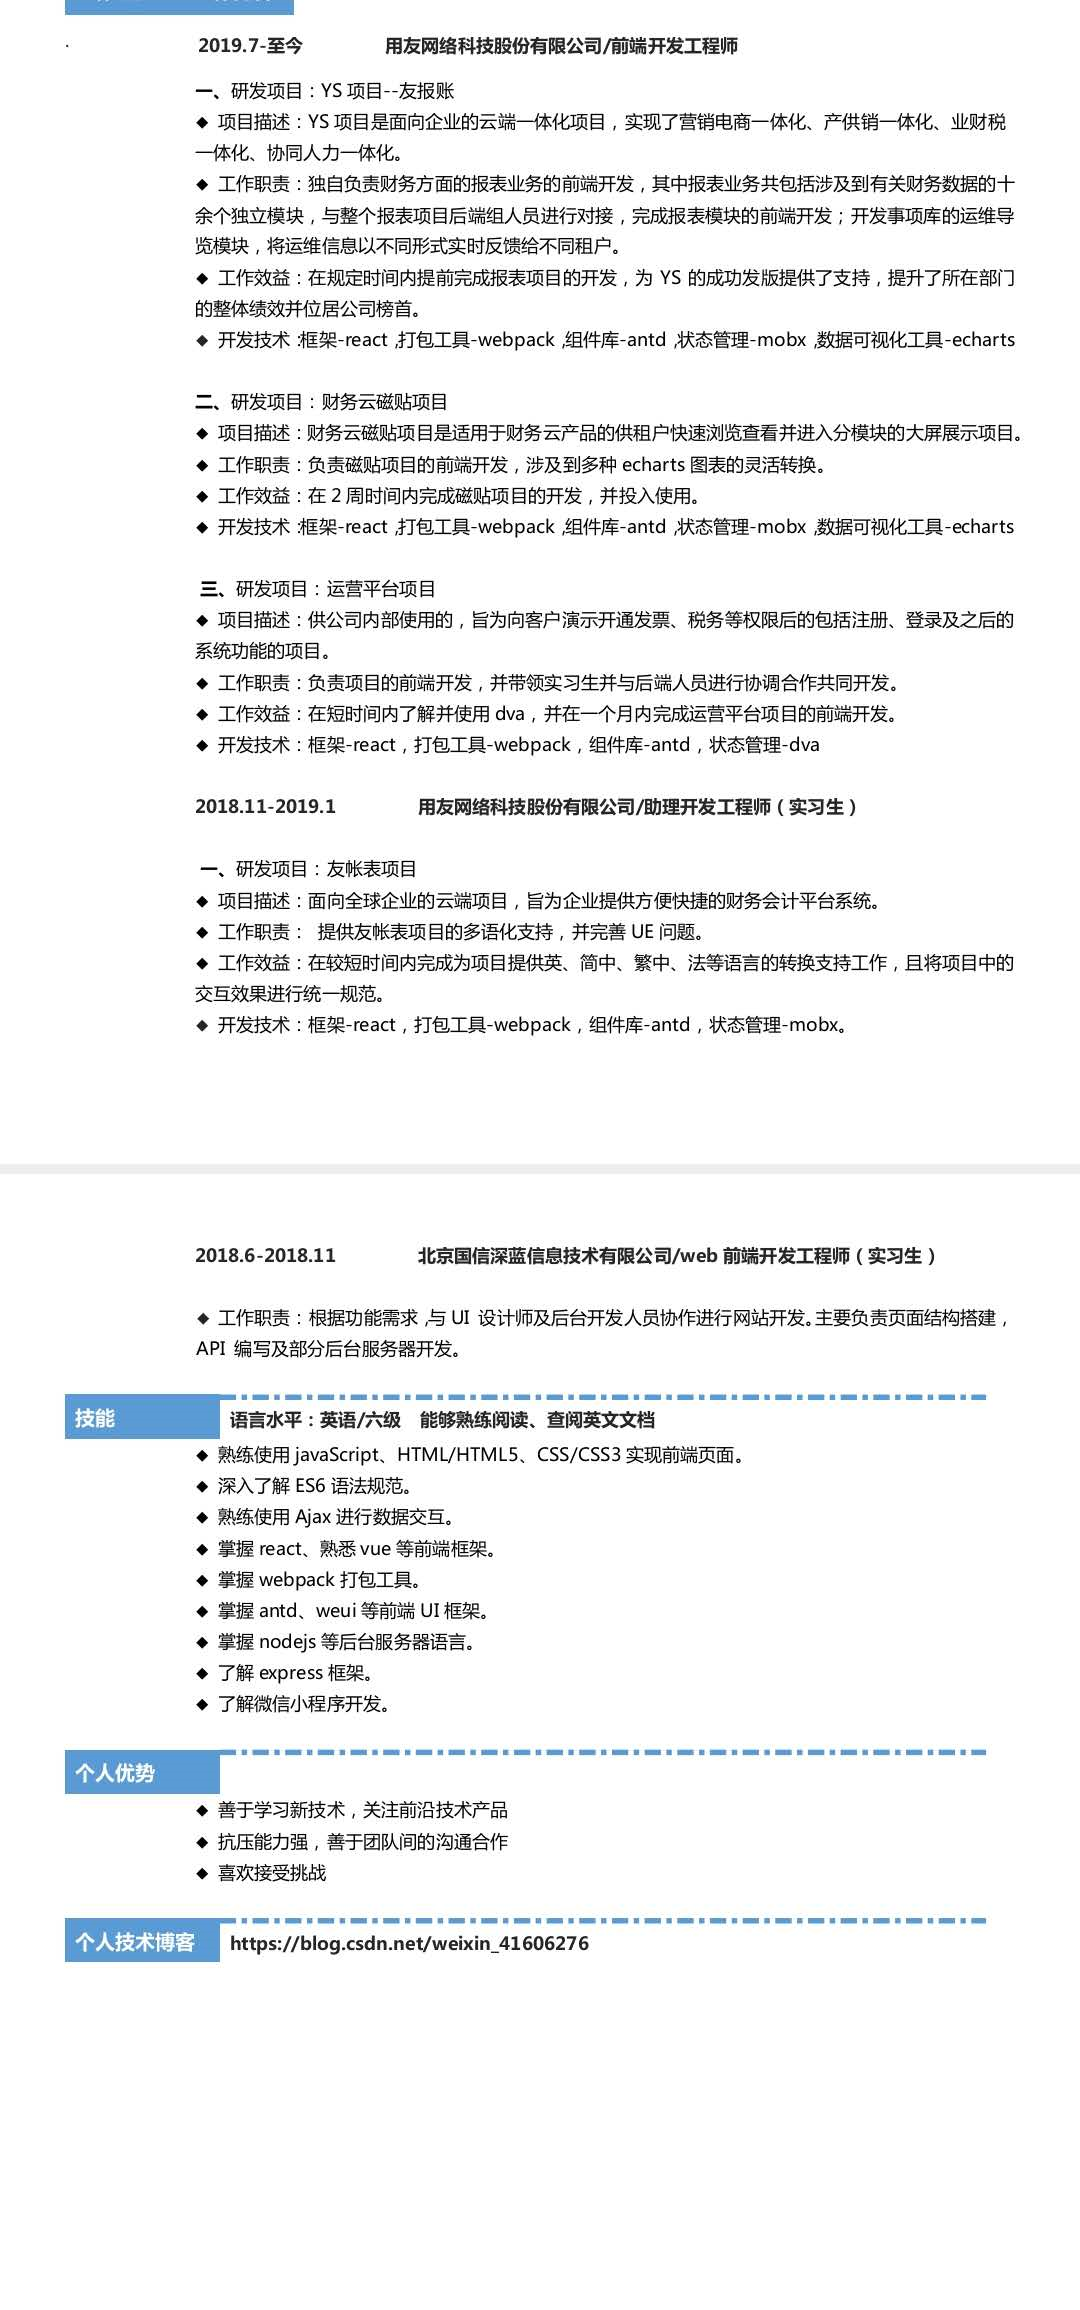 2019.7-至今 用友网络科技股份有限公司/前端开发工程师
一、研发项目：YS 项目--友报账
◆ 项目描述：YS 项目是面向企业的云端一体化项目，实现了营销电商一体化、产供销一体化、业财税
一体化、协同人力一体化。
◆ 工作职责：独自负责财务方面的报表业务的前端开发，其中报表业务共包括涉及到有关财务数据的十
余个独立模块，与整个报表项目后端组人员进行对接，完成报表模块的前端开发；开发事项库的运维导
览模块，将运维信息以不同形式实时反馈给不同租户。
◆ 工作效益：在规定时间内提前完成报表项目的开发，为 YS 的成功发版提供了支持，提升了所在部门
的整体绩效并位居公司榜首。
◆ 开发技术：框架-react，打包工具-webpack，组件库-antd，状态管理-mobx，数据可视化工具-echarts
二、研发项目：财务云磁贴项目
◆ 项目描述：财务云磁贴项目是适用于财务云产品的供租户快速浏览查看并进入分模块的大屏展示项目。
◆ 工作职责：负责磁贴项目的前端开发，涉及到多种 echarts 图表的灵活转换。
◆ 工作效益：在 2 周时间内完成磁贴项目的开发，并投入使用。
◆ 开发技术：框架-react，打包工具-webpack，组件库-antd，状态管理-mobx，数据可视化工具-echarts
三、研发项目：运营平台项目
◆ 项目描述：供公司内部使用的，旨为向客户演示开通发票、税务等权限后的包括注册、登录及之后的
系统功能的项目。
◆ 工作职责：负责项目的前端开发，并带领实习生并与后端人员进行协调合作共同开发。
◆ 工作效益：在短时间内了解并使用 dva，并在一个月内完成运营平台项目的前端开发。
◆ 开发技术：框架-react，打包工具-webpack，组件库-antd，状态管理-dva
2018.11-2019.1 用友网络科技股份有限公司/助理开发工程师（实习生）
一、研发项目：友帐表项目
◆ 项目描述：面向全球企业的云端项目，旨为企业提供方便快捷的财务会计平台系统。
◆ 工作职责： 提供友帐表项目的多语化支持，并完善 UE 问题。
◆ 工作效益：在较短时间内完成为项目提供英、简中、繁中、法等语言的转换支持工作，且将项目中的
交互效果进行统一规范。
◆ 开发技术：框架-react，打包工具-webpack，组件库-antd，状态管理-mobx。
2018.6-2018.11 北京国信深蓝信息技术有限公司/web 前端开发工程师（实习生）
◆ 工作职责：根据功能需求，与 UI 设计师及后台开发人员协作进行网站开发。主要负责页面结构搭建，
API 编写及部分后台服务器开发。
技能 语言水平：英语/六级 能够熟练阅读、查阅英文文档
◆ 熟练使用 javaScript、HTML/HTML5、CSS/CSS3 实现前端页面。
◆ 深入了解 ES6 语法规范。
◆ 熟练使用 Ajax 进行数据交互。
◆ 掌握 react、熟悉 vue 等前端框架。
◆ 掌握 webpack 打包工具。
◆ 掌握 antd、weui 等前端 UI 框架。
◆ 掌握 nodejs 等后台服务器语言。
◆ 了解 express 框架。
◆ 了解微信小程序开发。
个人优势
◆ 善于学习新技术，关注前沿技术产品
◆ 抗压能力强，善于团队间的沟通合作
◆ 喜欢接受挑战
个人技术博客 https://blog.csdn.net/weixin_41606276